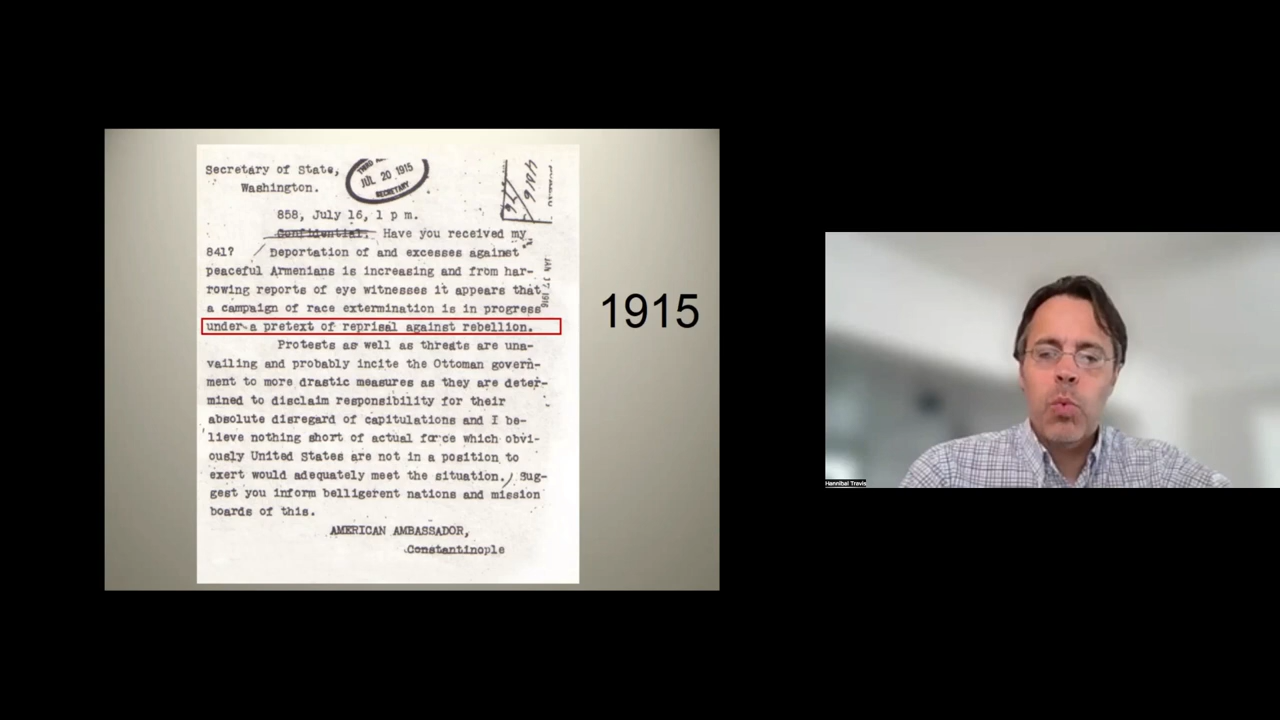 Secretary of State,
Washington.
JUL 20 1915
SECRETARY
858, July 16, 1 p m.
Confidential. Have you received my
841? Deportation of and excesses against
peaceful Armenians is increasing and from har-
rowing reports of eye witnesses it appears that
a campaign of race extermination is in progress
under a pretext of reprisal against rebellion.
Protests as well as threats are una-
vailing and probably incite the Ottoman govern-
ment to more drastic measures as they are deter-
mined to disclaim responsibility for their
absolute disregard of capitulations and I be-
lieve nothing short of actual force which obvi-
ously United States are not in a position to
exert would adequately meet the situation. Sug-
gest you inform belligerent nations and mission
boards of this.
AMERICAN AMBASSADOR,
Constantinople
1915
Hannibal Travis